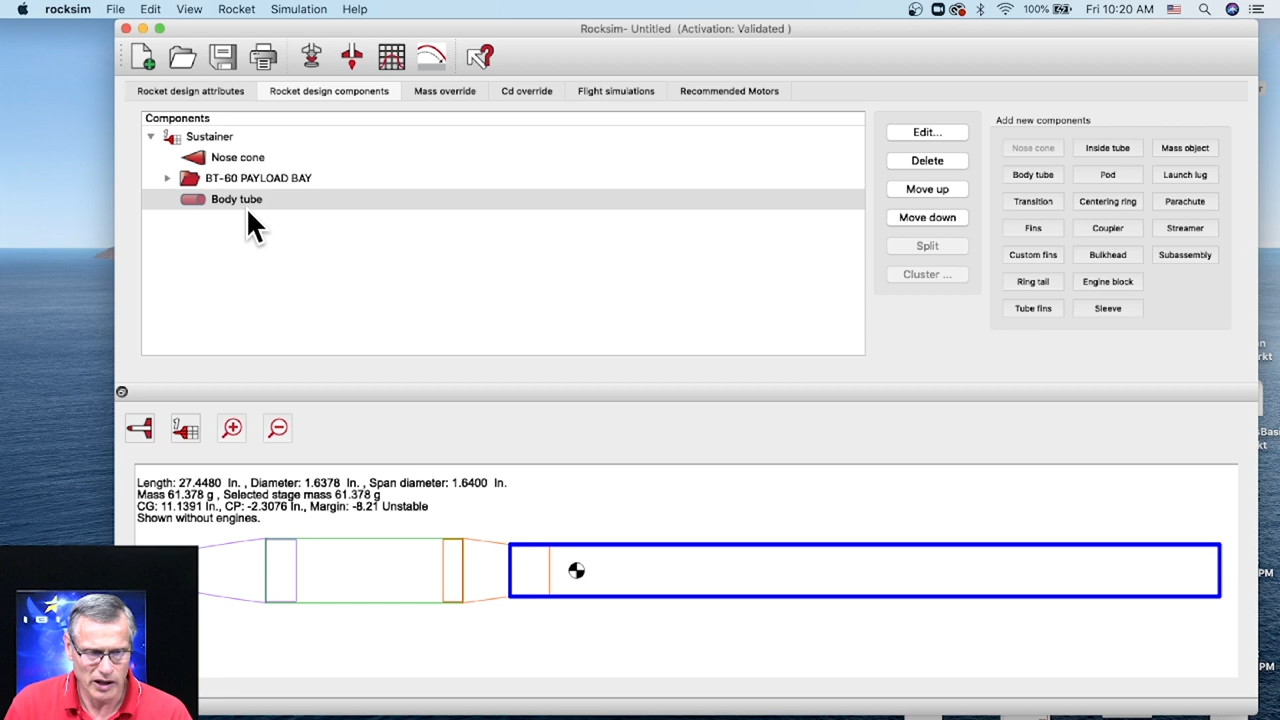 rocksim File Edit View Rocket Simulation Help 100% Fri 10:20 AM
Rocksim- Untitled (Activation: Validated )
Rocket design attributes Rocket design components Mass override Cd override Flight simulations Recommended Motors
Components
Sustainer
Nose cone
BT-60 PAYLOAD BAY
Body tube
Edit...
Delete
Move up
Move down
Split
Cluster ...
Add new components
Nose cone Inside tube Mass object
Body tube Pod Launch lug
Transition Centering ring Parachute
Fins Coupler Streamer
Custom fins Bulkhead Subassembly
Ring tail Engine block
Tube fins Sleeve
Length: 27.4480 In. , Diameter: 1.6378 In. , Span diameter: 1.6400 In.
Mass 61.378 g , Selected stage mass 61.378 g
CG: 11.1391 In., CP: -2.3076 In., Margin: -8.21 Unstable
Shown without engines.
PM
PM